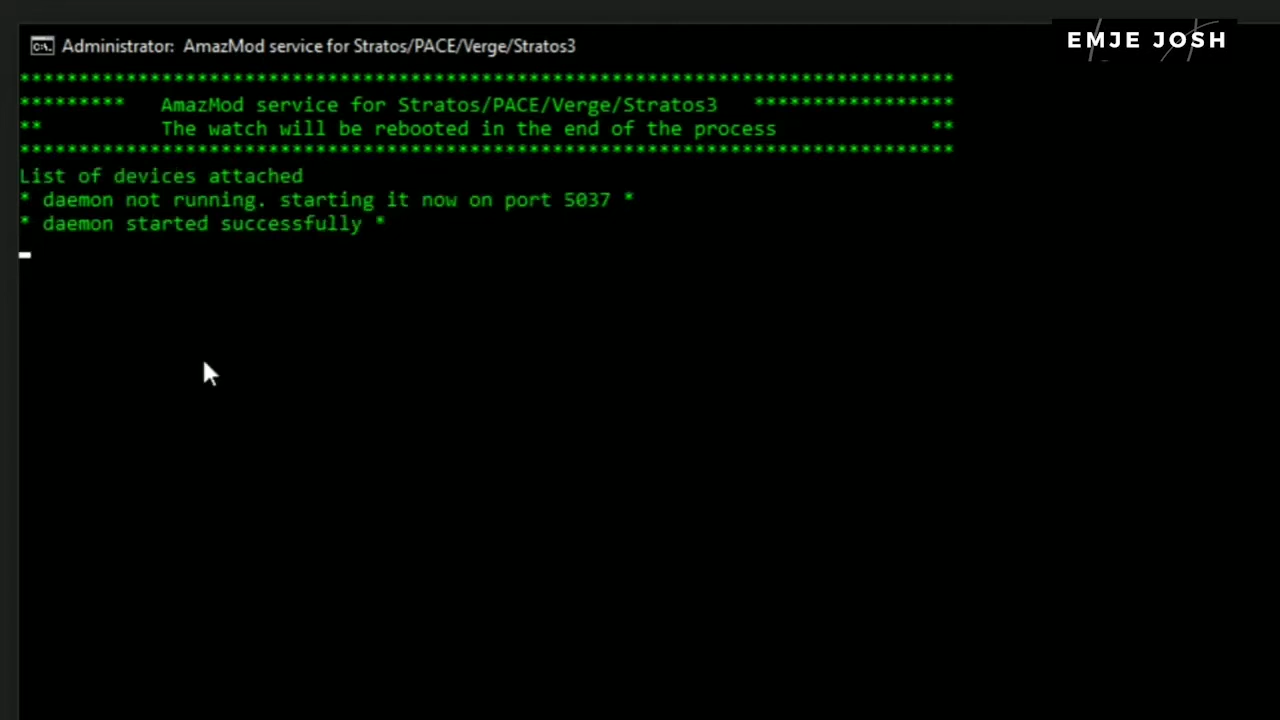 Administrator: AmazMod service for Stratos/PACE/Verge/Stratos3
EMJE JOSH
*******************************************************************************
********* AmazMod service for Stratos/PACE/Verge/Stratos3 *****************
** The watch will be rebooted in the end of the process **
*******************************************************************************
List of devices attached
* daemon not running. starting it now on port 5037 *
* daemon started successfully *